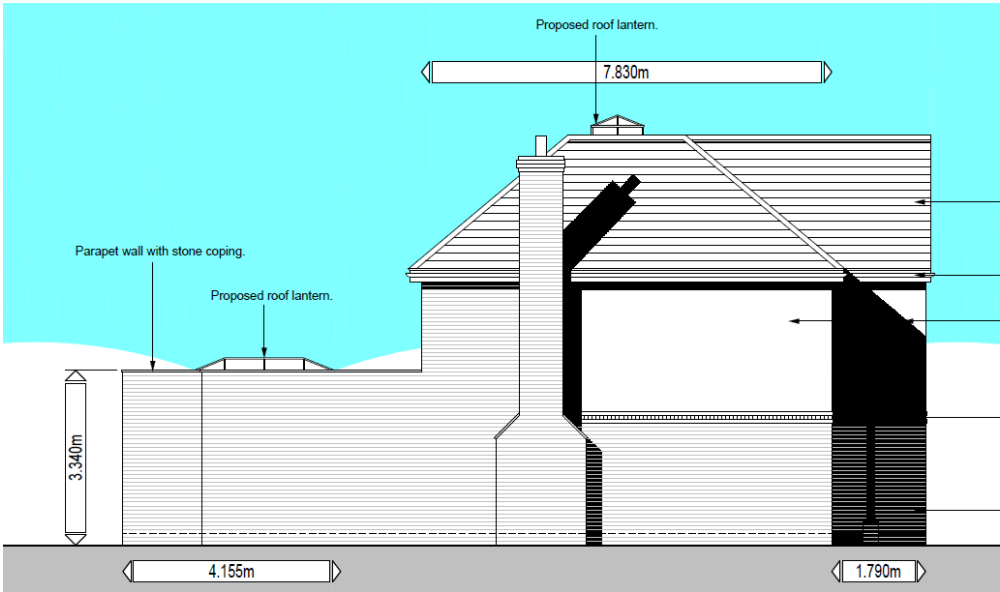 Proposed roof lantern.
7.830m
Parapet wall with stone coping.
Proposed roof lantern.
3.340m
4.155m
1.790m